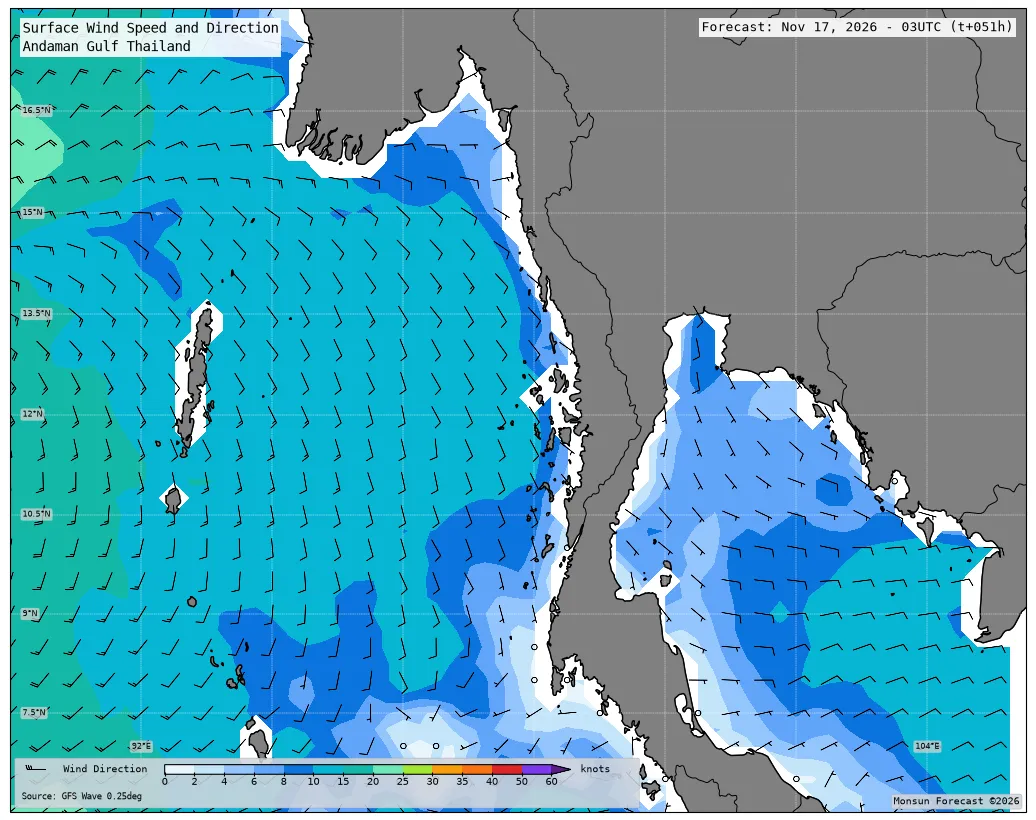 Surface Wind Speed and Direction
Andaman Gulf Thailand
Forecast: Nov 17, 2026 - 03UTC (t+051h)
16.5°N
15°N
13.5°N
12°N
10.5°N
9°N
7.5°N
92°E
104°E
Wind Direction
knots
0 2 4 6 8 10 15 20 25 30 35 40 50 60
Source: GFS Wave 0.25deg
Monsun Forecast ©2026